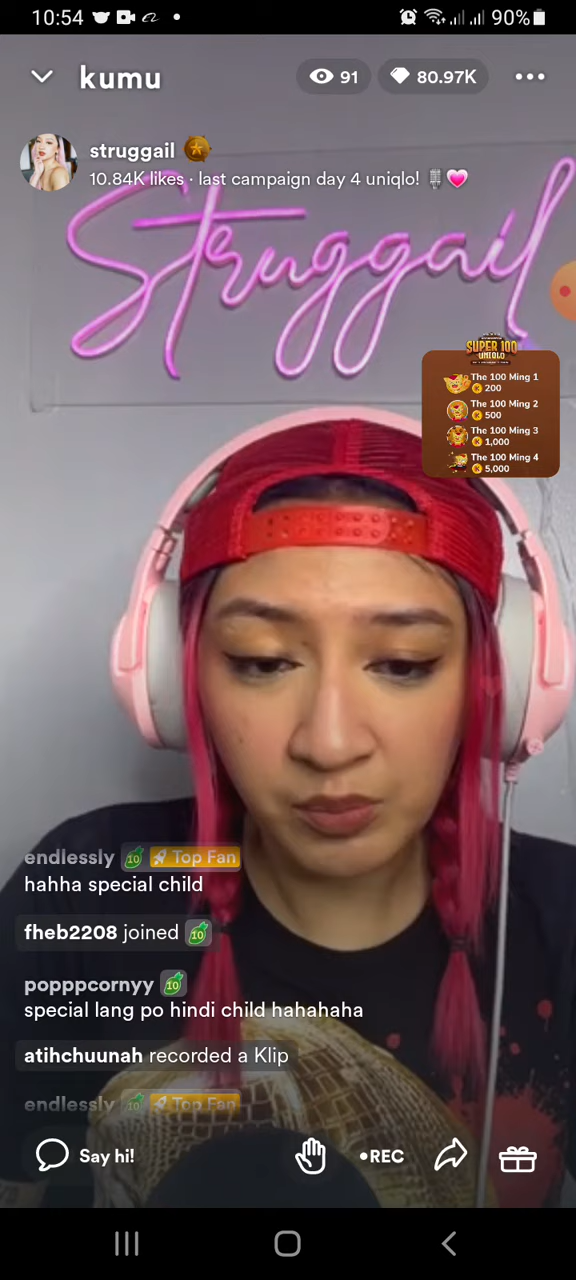 10:54
90%
kumu
91
80.97K
struggail
10.84K likes · last campaign day 4 uniqlo! 🎙️💗
Struggail
SUPER 100
UNIQLO
The 100 Ming 1
200
The 100 Ming 2
500
The 100 Ming 3
1,000
The 100 Ming 4
5,000
endlessly 10 🚀 Top Fan
hahha special child
fheb2208 joined 10
popppcornyy 10
special lang po hindi child hahahaha
atihchuunah recorded a Klip
endlessly 10 🚀 Top Fan
Say hi!
•REC